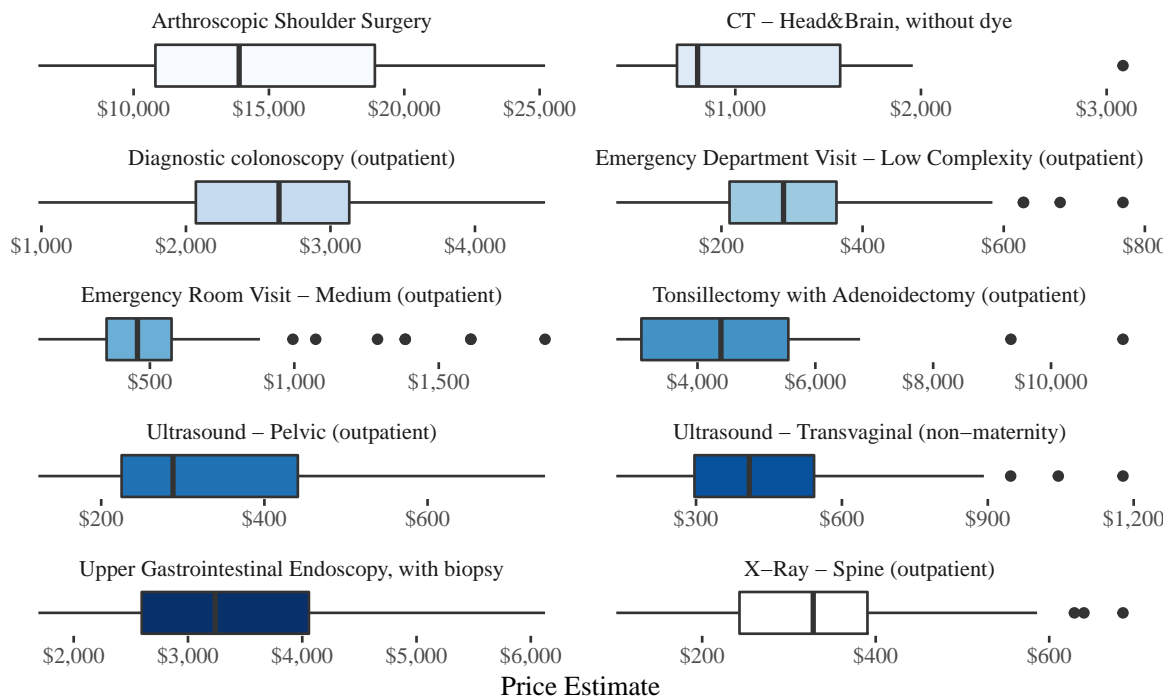 Arthroscopic Shoulder Surgery
$10,000 $15,000 $20,000 $25,000
CT – Head&Brain, without dye
$1,000 $2,000 $3,000
Diagnostic colonoscopy (outpatient)
$1,000 $2,000 $3,000 $4,000
Emergency Department Visit – Low Complexity (outpatient)
$200 $400 $600 $800
Emergency Room Visit – Medium (outpatient)
$500 $1,000 $1,500
Tonsillectomy with Adenoidectomy (outpatient)
$4,000 $6,000 $8,000 $10,000
Ultrasound – Pelvic (outpatient)
$200 $400 $600
Ultrasound – Transvaginal (non–maternity)
$300 $600 $900 $1,200
Upper Gastrointestinal Endoscopy, with biopsy
$2,000 $3,000 $4,000 $5,000 $6,000
X–Ray – Spine (outpatient)
$200 $400 $600
Price Estimate